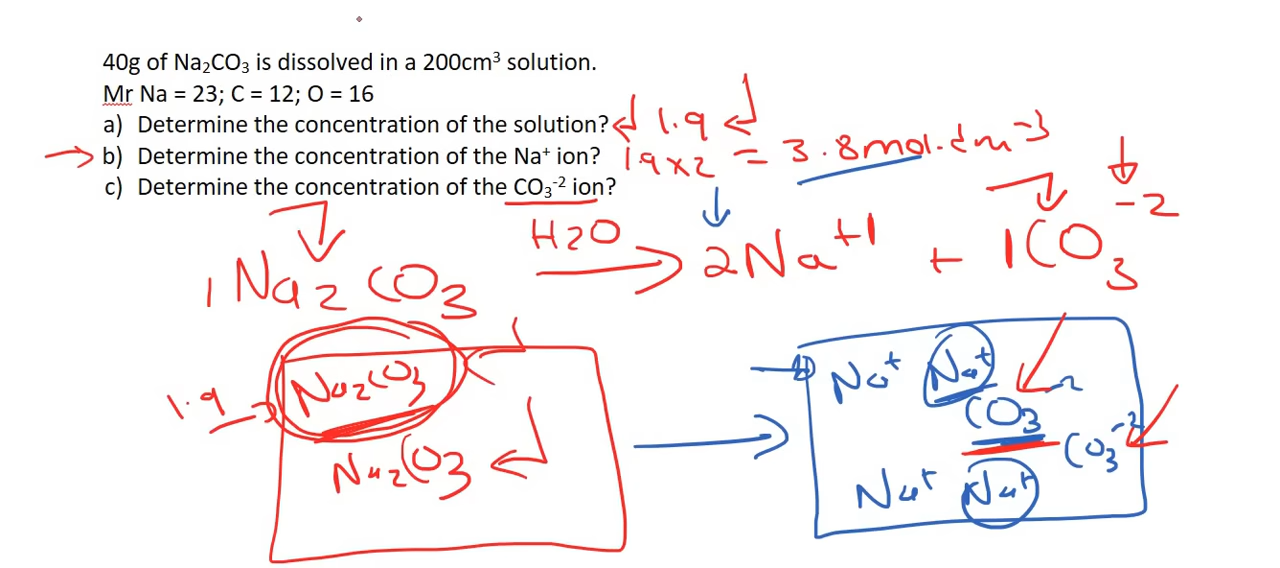 40g of Na₂CO₃ is dissolved in a 200cm³ solution.
Mr Na = 23; C = 12; O = 16
a) Determine the concentration of the solution? 1.9
b) Determine the concentration of the Na⁺ ion? 1.9x2 = 3.8mol.dm⁻³
c) Determine the concentration of the CO₃⁻² ion?
1Na₂CO₃ H2O 2Na⁺¹ + 1CO₃⁻²
1.9
Na₂CO₃
Na₂CO₃
Na⁺ Na⁺
CO₃⁻²
CO₃⁻²
Na⁺ Na⁺